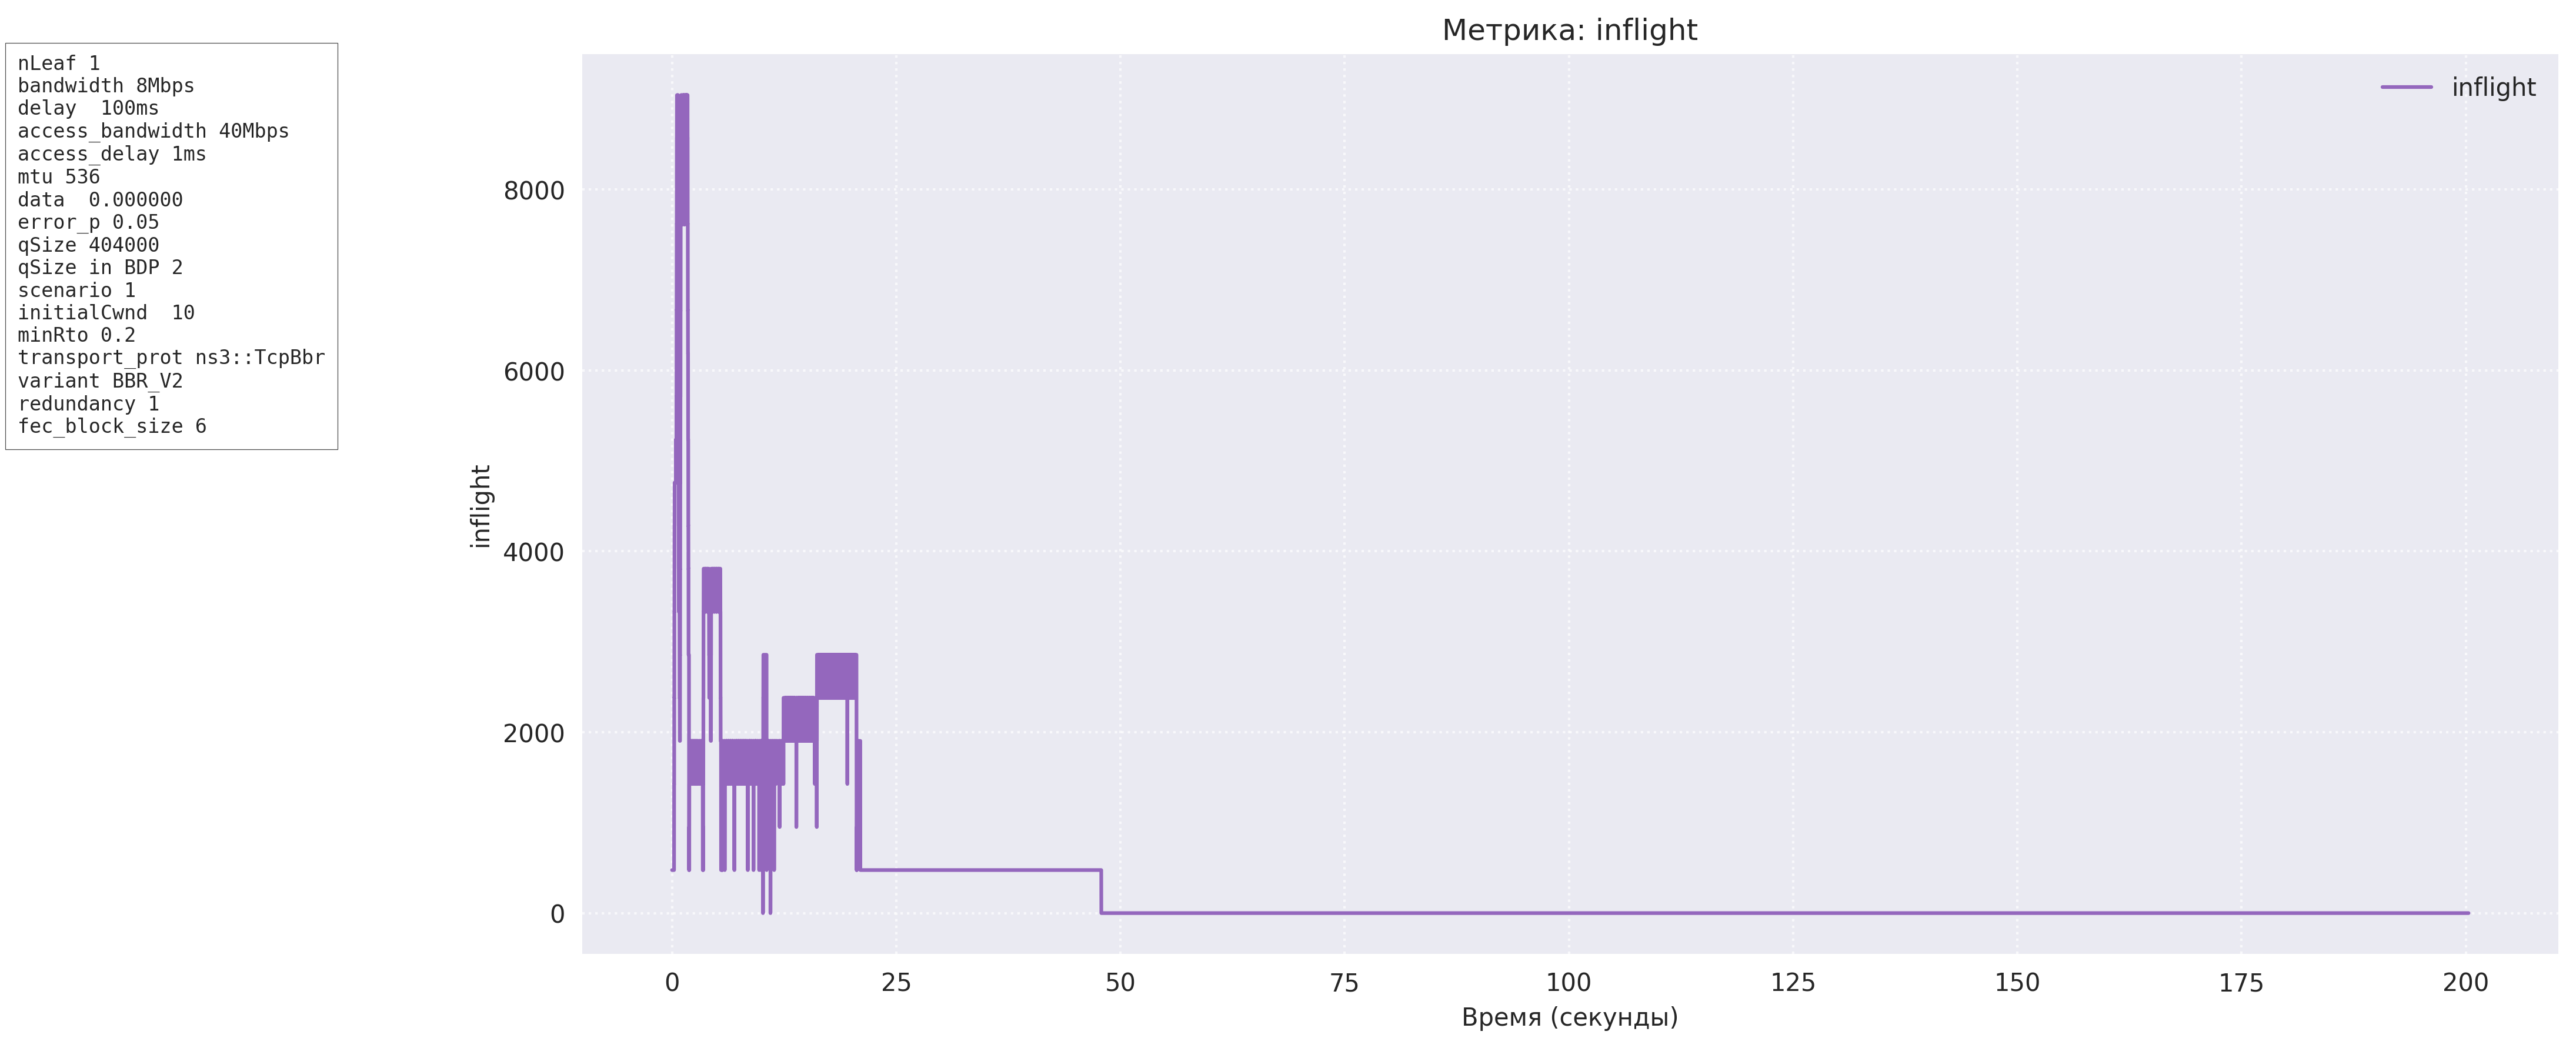 Метрика: inflight
nLeaf 1
bandwidth 8Mbps
delay  100ms
access_bandwidth 40Mbps
access_delay 1ms
mtu 536
data  0.000000
error_p 0.05
qSize 404000
qSize in BDP 2
scenario 1
initialCwnd  10
minRto 0.2
transport_prot ns3::TcpBbr
variant BBR_V2
redundancy 1
fec_block_size 6
inflight
inflight
8000
6000
4000
2000
0
0 25 50 75 100 125 150 175 200
Время (секунды)